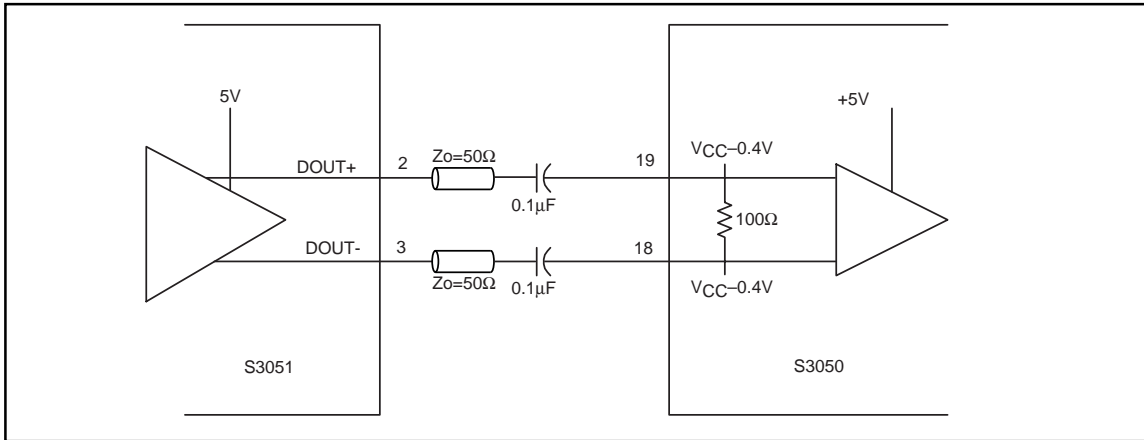 5V
+5V
DOUT+
2
Zo=50Ω
0.1µF
19
VCC–0.4V
100Ω
DOUT-
3
Zo=50Ω
0.1µF
18
VCC–0.4V
S3051
S3050